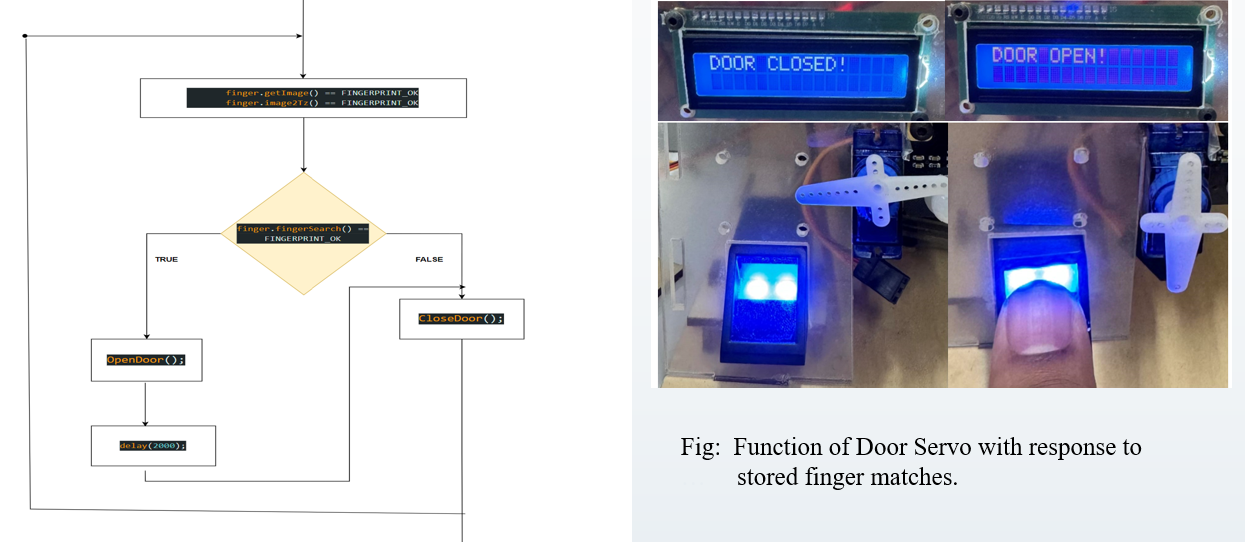 finger.getImage() == FINGERPRINT_OK
finger.image2Tz() == FINGERPRINT_OK
finger.fingerSearch() ==
FINGERPRINT_OK
TRUE
FALSE
CloseDoor();
OpenDoor();
delay(2000);
DOOR CLOSED!
DOOR OPEN!
Fig: Function of Door Servo with response to
stored finger matches.